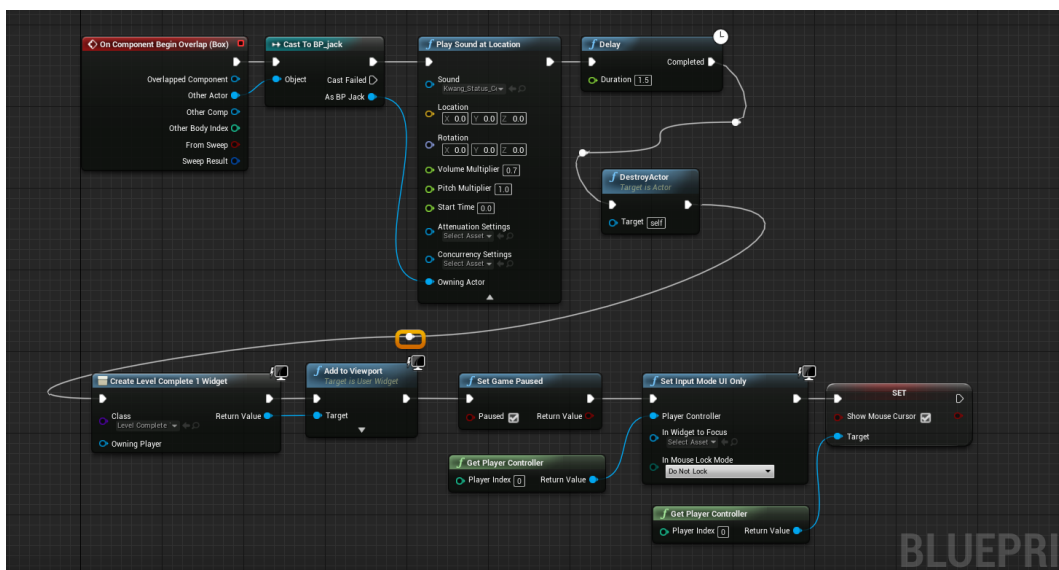 On Component Begin Overlap (Box)
Overlapped Component
Other Actor
Other Comp
Other Body Index
From Sweep
Sweep Result
Cast To BP_jack
Object
Cast Failed
As BP Jack
Play Sound at Location
Sound
Kwang_Status_Ce
Location
X 0.0 Y 0.0 Z 0.0
Rotation
X 0.0 Y 0.0 Z 0.0
Volume Multiplier 0.7
Pitch Multiplier 1.0
Start Time 0.0
Attenuation Settings
Select Asset
Concurrency Settings
Select Asset
Owning Actor
Delay
Completed
Duration 1.5
DestroyActor
Target is Actor
Target self
Create Level Complete 1 Widget
Class
Level Complete
Return Value
Owning Player
Add to Viewport
Target is User Widget
Target
Set Game Paused
Paused
Return Value
Get Player Controller
Player Index 0
Return Value
Set Input Mode UI Only
Player Controller
In Widget to Focus
Select Asset
In Mouse Lock Mode
Do Not Lock
Get Player Controller
Player Index 0
Return Value
SET
Show Mouse Cursor
Target
BLUEPRI